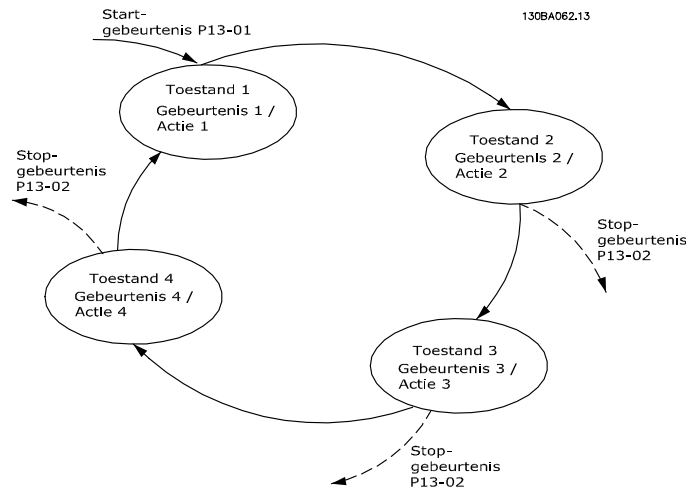 Start-
gebeurtenis P13-01
130BA062.13
Toestand 1
Gebeurtenis 1 /
Actie 1
Toestand 2
Gebeurtenis 2 /
Actie 2
Stop-
gebeurtenis
P13-02
Stop-
gebeurtenis
P13-02
Toestand 4
Gebeurtenis 4 /
Actie 4
Toestand 3
Gebeurtenis 3 /
Actie 3
Stop-
gebeurtenis
P13-02